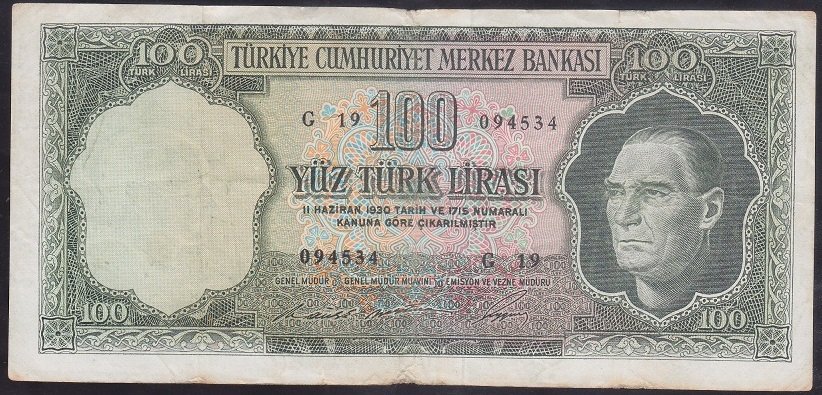 100 TÜRKİYE CUMHURİYET MERKEZ BANKASI 100
TÜRK LİRASI TÜRK LİRASI
G 19 100 094534
YÜZ TÜRK LİRASI
11 HAZİRAN 1930 TARİH VE 1715 NUMARALI
KANUNA GÖRE ÇIKARILMIŞTIR
094534 G 19
GENEL MÜDÜR GENEL MÜDÜR MUAVİNİ EMİSYON VE VEZNE MÜDÜRÜ
100 100